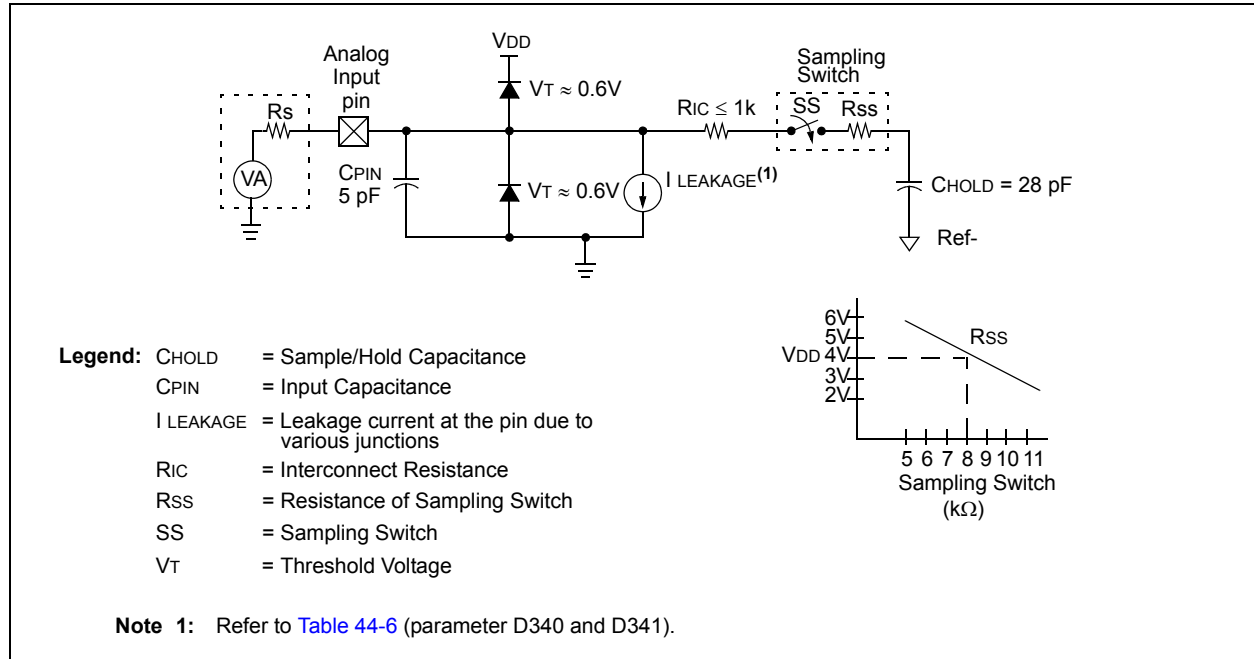 VDD
Analog
Input
pin
Sampling
Switch
VT ≈ 0.6V
Rs
RIC ≤ 1k
SS
Rss
VA
CPIN
5 pF
VT ≈ 0.6V
I LEAKAGE(1)
CHOLD = 28 pF
Ref-
6V
5V
VDD 4V
3V
2V
RSS
5 6 7 8 9 10 11
Sampling Switch
(kΩ)
Legend: CHOLD = Sample/Hold Capacitance
CPIN = Input Capacitance
I LEAKAGE = Leakage current at the pin due to
various junctions
RIC = Interconnect Resistance
RSS = Resistance of Sampling Switch
SS = Sampling Switch
VT = Threshold Voltage
Note 1: Refer to Table 44-6 (parameter D340 and D341).